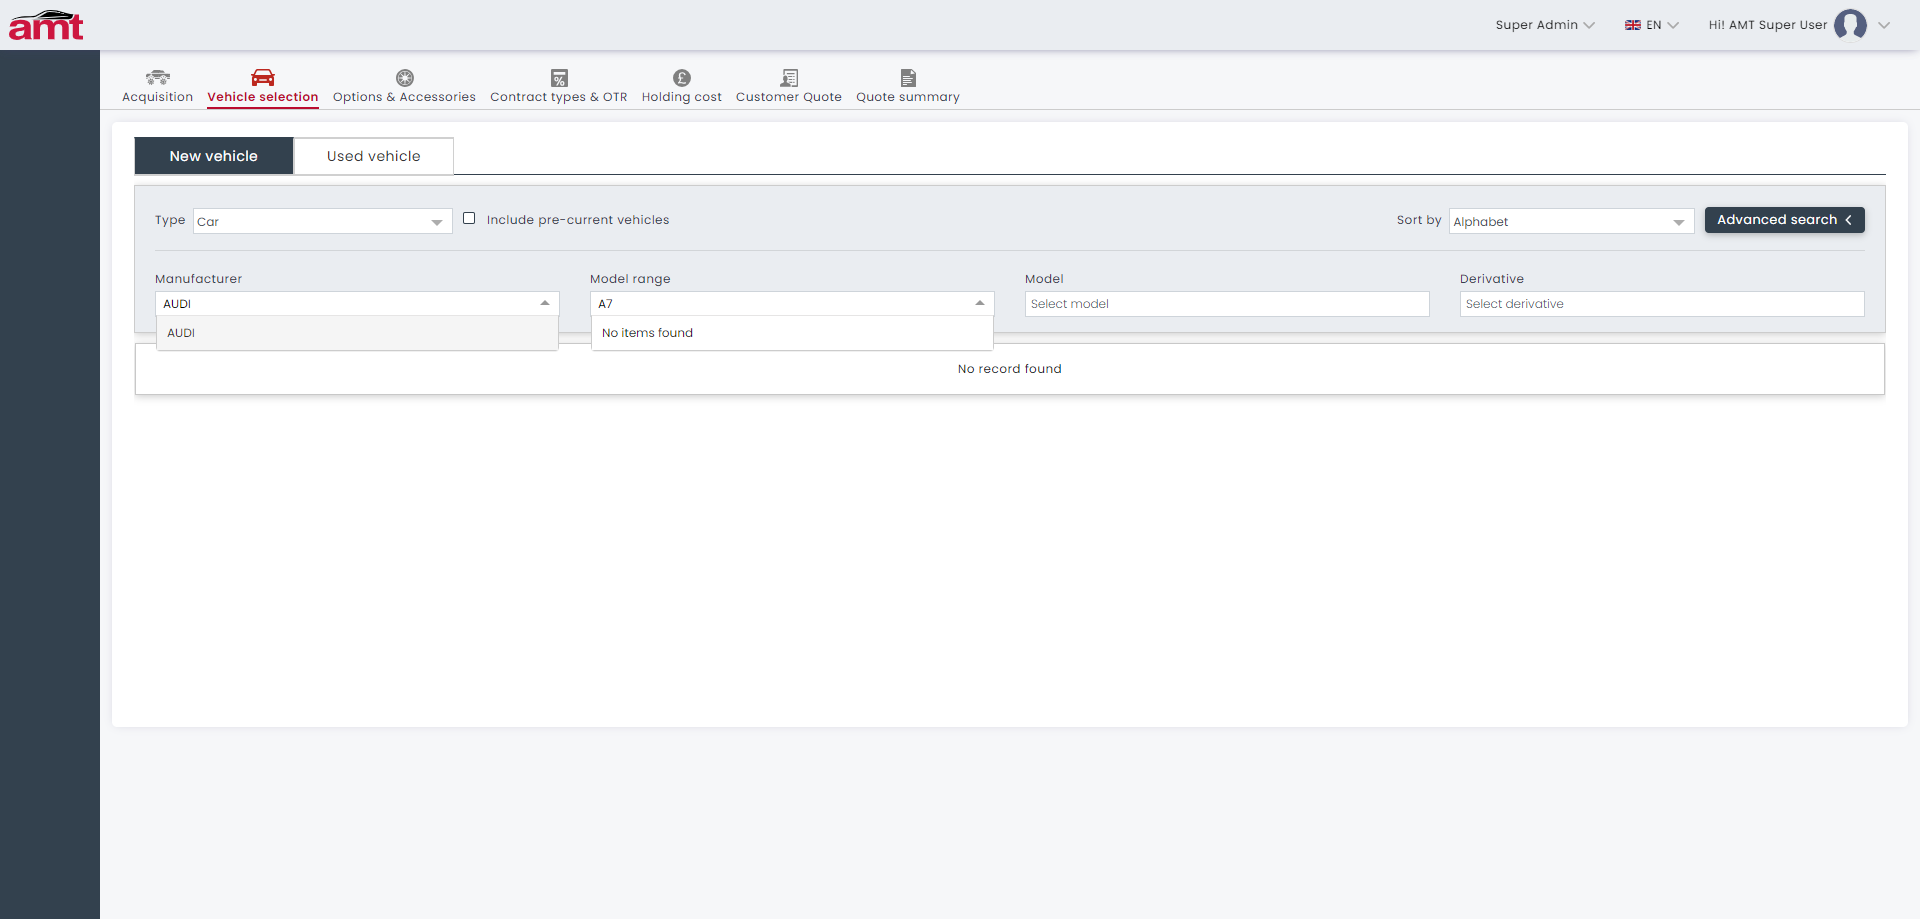 amt
Super Admin
EN
Hi! AMT Super User
Acquisition
Vehicle selection
Options & Accessories
Contract types & OTR
Holding cost
Customer Quote
Quote summary
New vehicle
Used vehicle
Type
Car
Include pre-current vehicles
Sort by
Alphabet
Advanced search
Manufacturer
Model range
Model
Derivative
AUDI
A7
Select model
Select derivative
AUDI
No items found
No record found